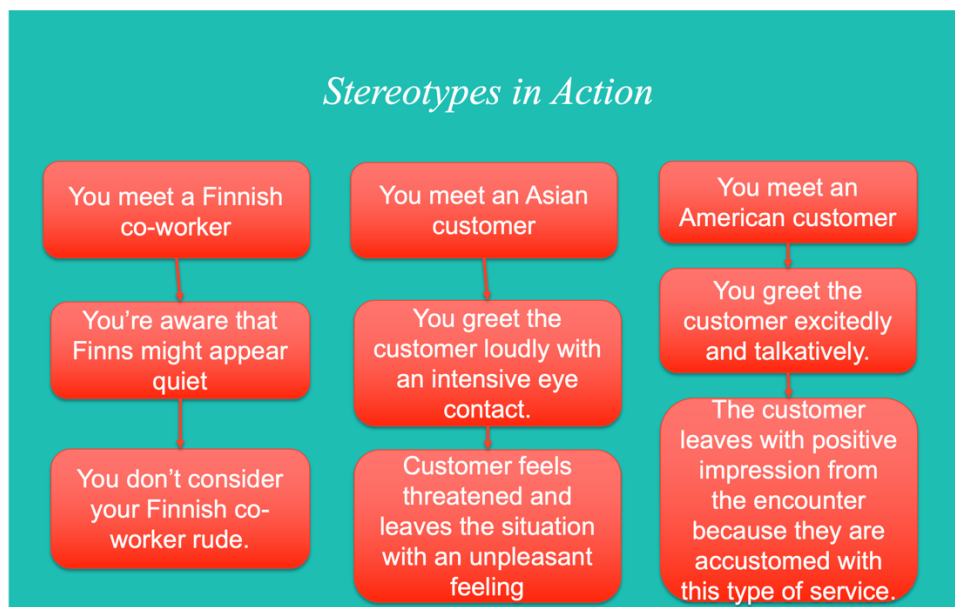 Stereotypes in Action
You meet a Finnish
co-worker
You're aware that
Finns might appear
quiet
You don't consider
your Finnish co-
worker rude.
You meet an Asian
customer
You greet the
customer loudly with
an intensive eye
contact.
Customer feels
threatened and
leaves the situation
with an unpleasant
feeling
You meet an
American customer
You greet the
customer excitedly
and talkatively.
The customer
leaves with positive
impression from
the encounter
because they are
accustomed with
this type of service.